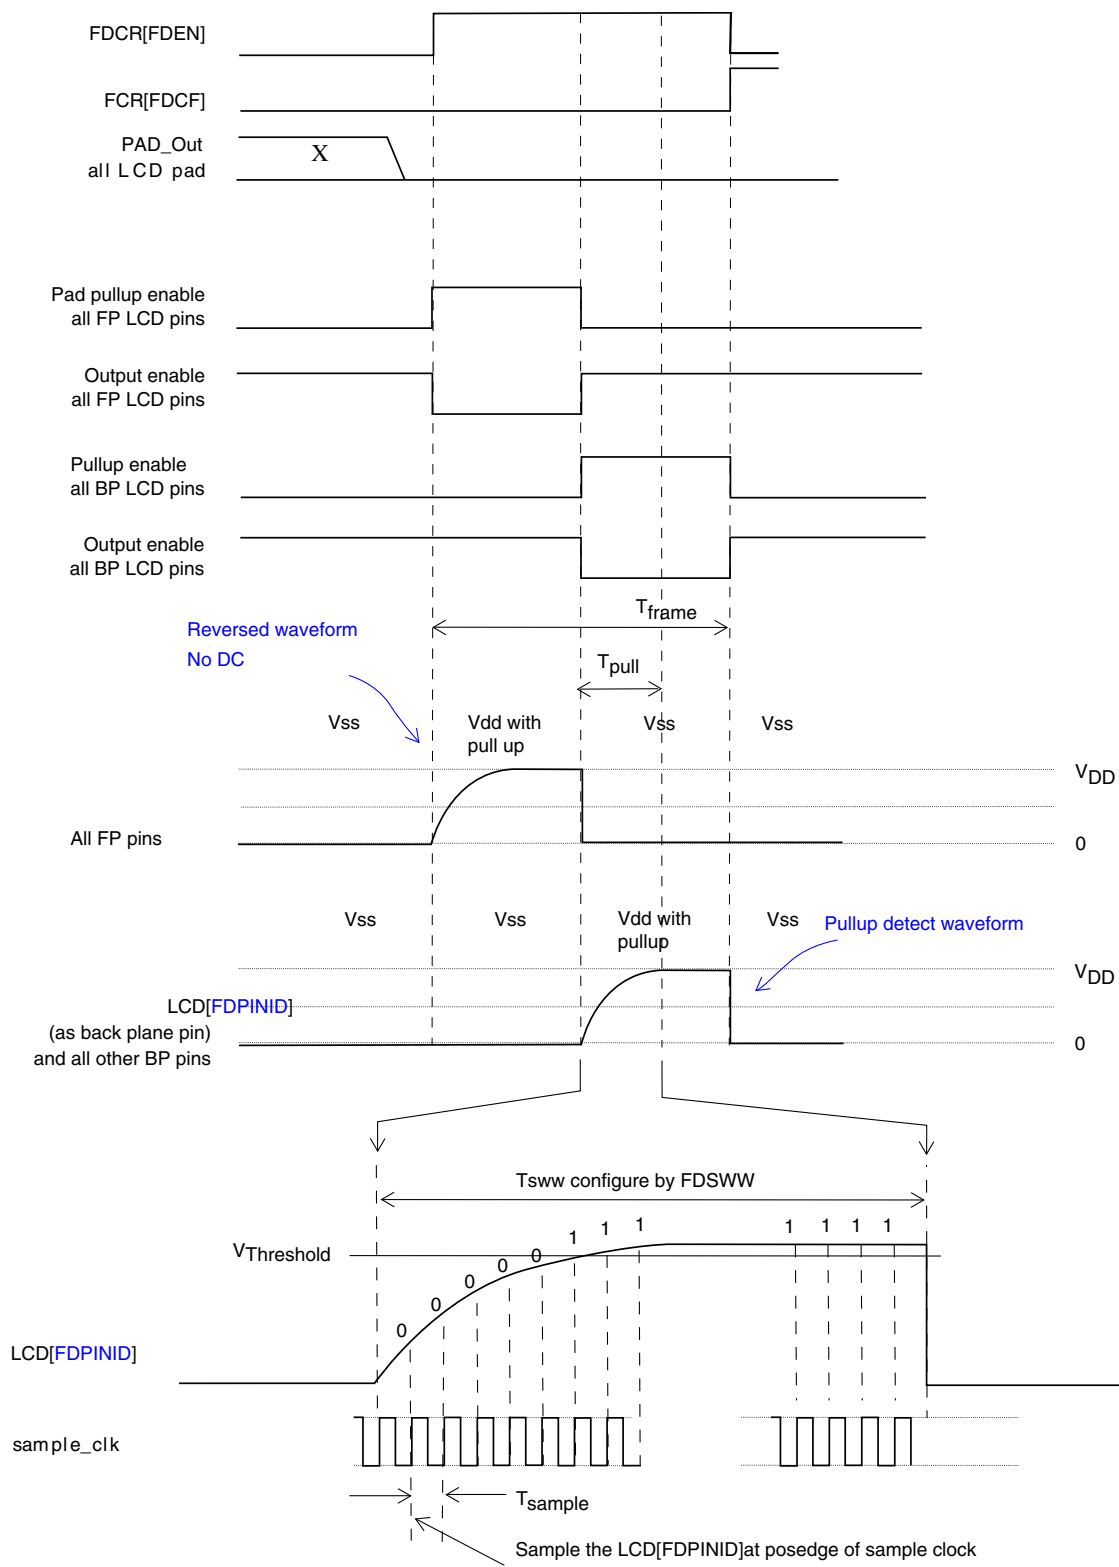 FDCR[FDEN]
FCR[FDCF]
PAD_Out
all LCD pad
X
Pad pullup enable
all FP LCD pins
Output enable
all FP LCD pins
Pullup enable
all BP LCD pins
Output enable
all BP LCD pins
Tframe
Reversed waveform
No DC
Tpull
Vss
Vdd with
pull up
Vss
Vss
VDD
All FP pins
0
Vss
Vss
Vdd with
pullup
Vss
Pullup detect waveform
VDD
LCD[FDPINID]
(as back plane pin)
and all other BP pins
0
Tsww configure by FDSWW
VThreshold
0 0 0 0 0 1 1 1 1 1 1 1
LCD[FDPINID]
sample_clk
Tsample
Sample the LCD[FDPINID]at posedge of sample clock